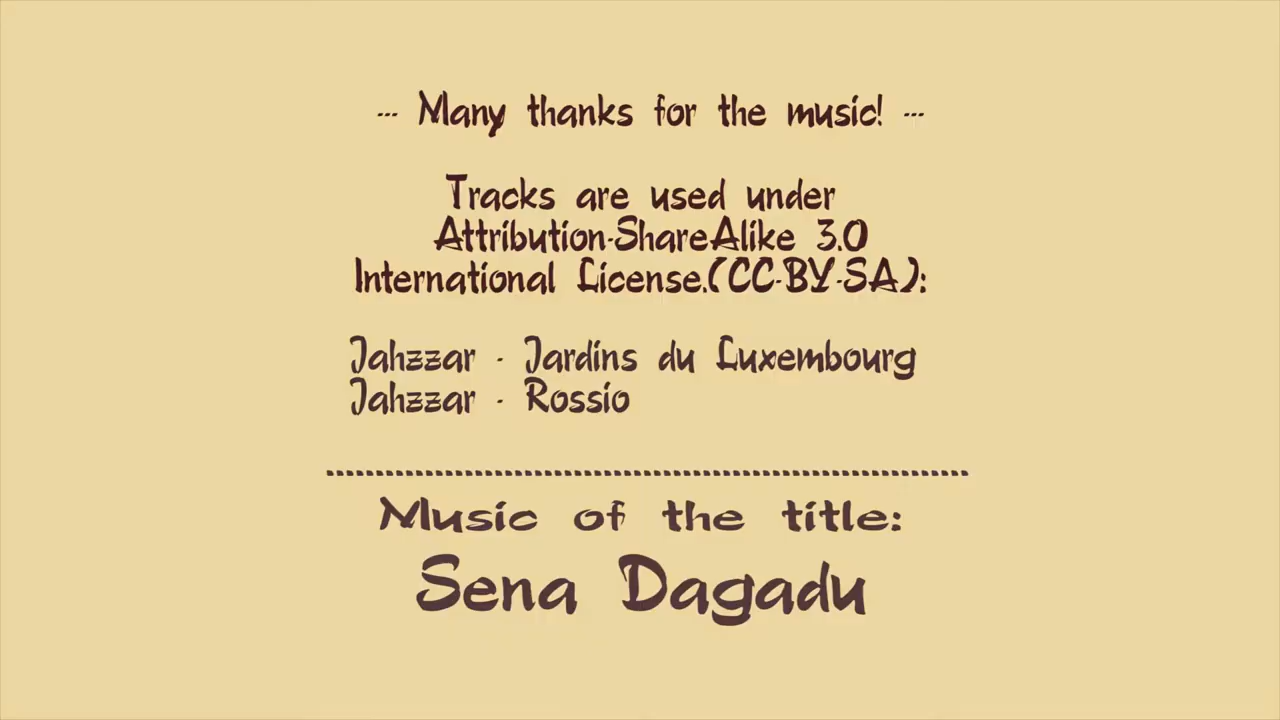 --- Many thanks for the music! ---
Tracks are used under
Attribution-ShareAlike 3.0
International License.(CC-BY-SA):
Jahzzar - Jardins du Luxembourg
Jahzzar - Rossio
Music of the title:
Sena Dagadu